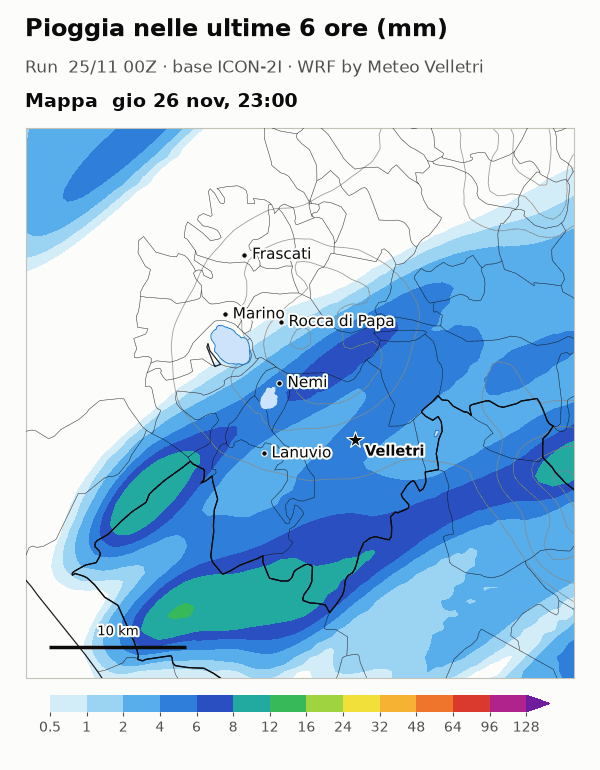 Pioggia nelle ultime 6 ore (mm)
Run  25/11 00Z · base ICON-2I · WRF by Meteo Velletri
Mappa  gio 26 nov, 23:00
Frascati
Marino
Rocca di Papa
Nemi
Velletri
Lanuvio
10 km
0.5 1 2 4 6 8 12 16 24 32 48 64 96 128